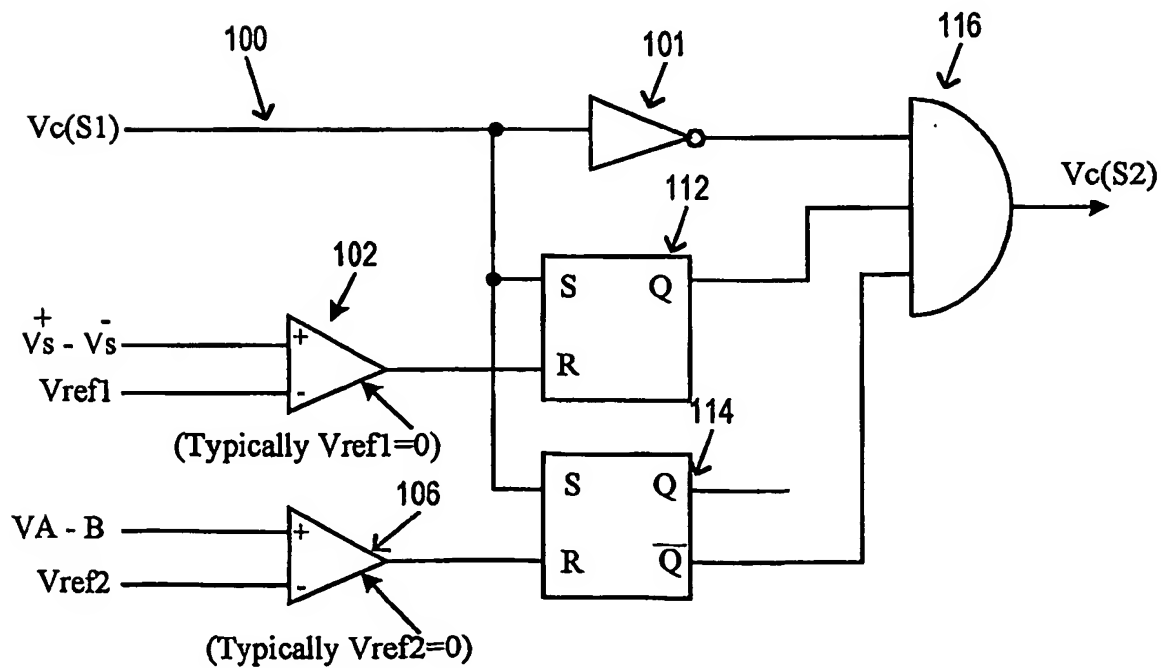 100
101
116
Vc(S1)
Vc(S2)
112
102
S Q
+ -
Vs - Vs
+
Vref1
-
R
(Typically Vref1=0)
114
106
S Q
VA - B
+
R Q
Vref2
-
(Typically Vref2=0)